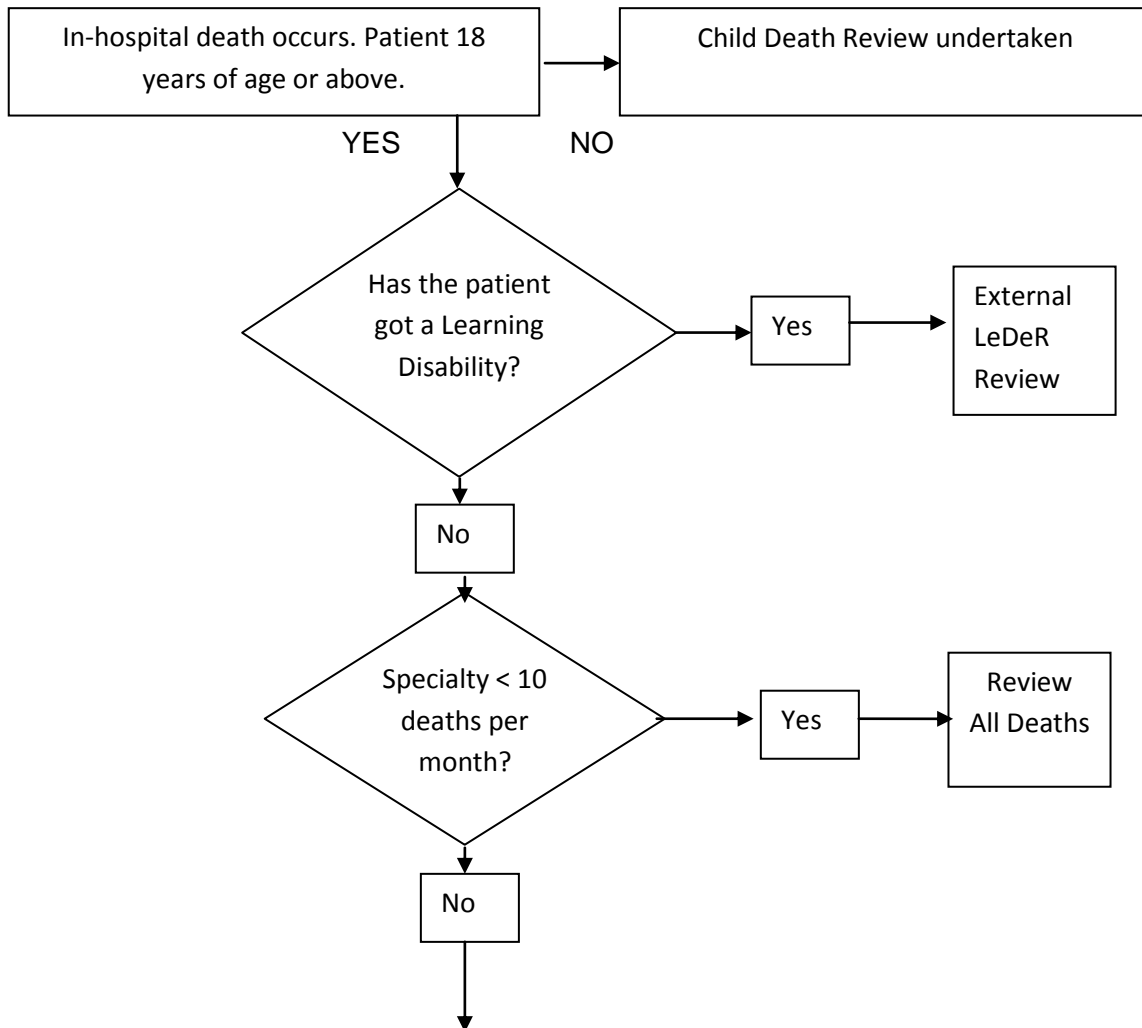 In-hospital death occurs. Patient 18
years of age or above.
Child Death Review undertaken
YES
NO
Has the patient
got a Learning
Disability?
Yes
External
LeDeR
Review
No
Specialty < 10
deaths per
month?
Yes
Review
All Deaths
No